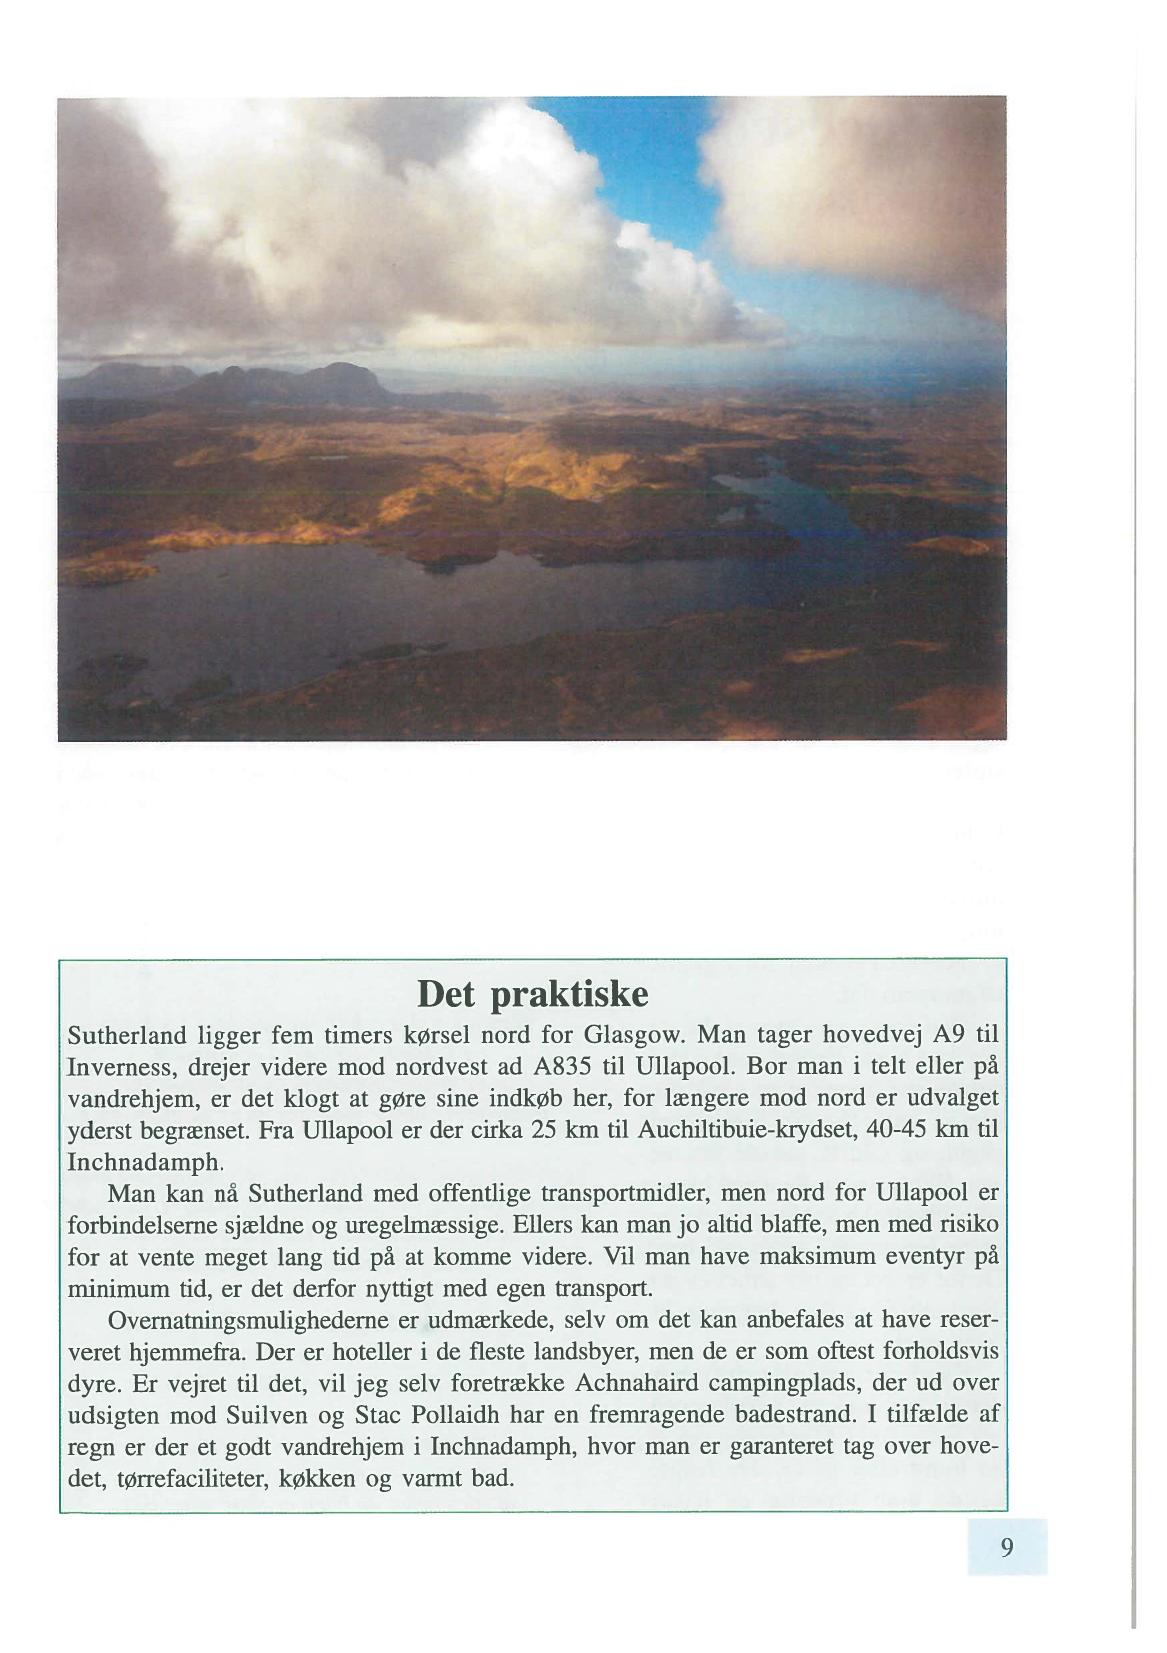 Det praktiske
Sutherland ligger fem timers kørsel nord for Glasgow. Man tager hovedvej A9 til
Inverness, drejer videre mod nordvest ad A835 til Ullapool. Bor man i telt eller på
vandrehjem, er det klogt at gøre sine indkøb her, for længere mod nord er udvalget
yderst begrænset. Fra Ullapool er der cirka 25 km til Auchiltibuie-krydset, 40-45 km til
Inchnadamph.
Man kan nå Sutherland med offentlige transportmidler, men nord for Ullapool er
forbindelserne sjældne og uregelmæssige. Ellers kan man jo altid blaffe, men med risiko
for at vente meget lang tid på at komme videre. Vil man have maksimum eventyr på
minimum tid, er det derfor nyttigt med egen transport.
Overnatningsmulighederne er udmærkede, selv om det kan anbefales at have reser-
veret hjemmefra. Der er hoteller i de fleste landsbyer, men de er som oftest forholdsvis
dyre. Er vejret til det, vil jeg selv foretrække Achnahaird campingplads, der ud over
udsigten mod Suilven og Stac Pollaidh har en fremragende badestrand. I tilfælde af
regn er der et godt vandrehjem i Inchnadamph, hvor man er garanteret tag over hove-
det, tørrefaciliteter, køkken og varmt bad.
9